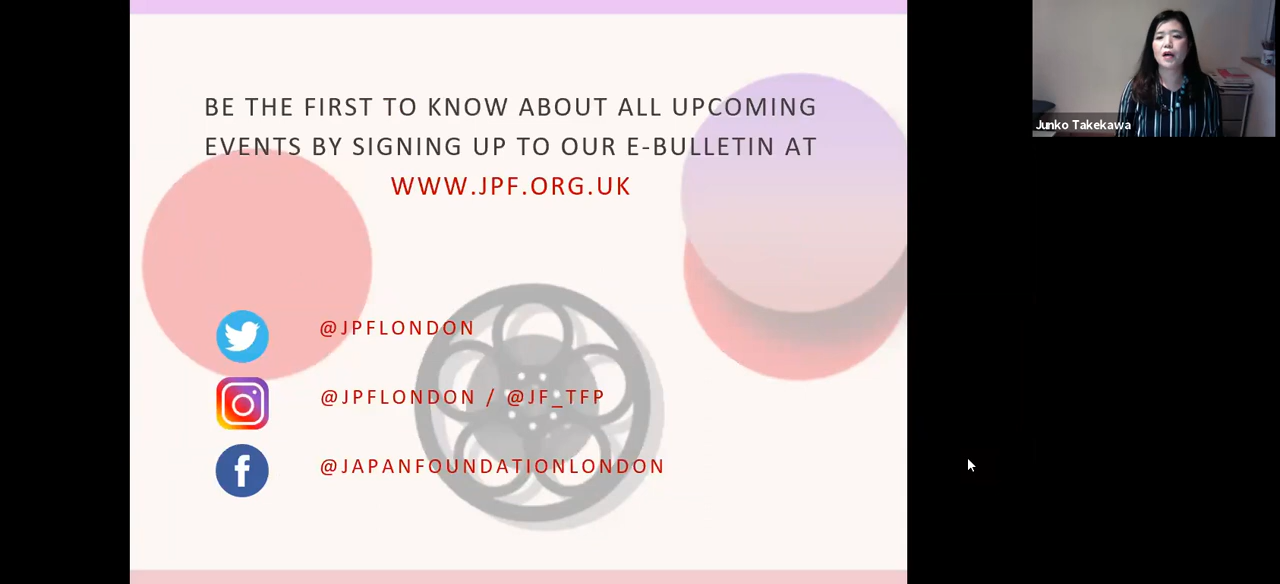 BE THE FIRST TO KNOW ABOUT ALL UPCOMING
EVENTS BY SIGNING UP TO OUR E-BULLETIN AT
WWW.JPF.ORG.UK
@JPFLONDON
@JPFLONDON / @JF_TFP
@JAPANFOUNDATIONLONDON
Junko Takekawa